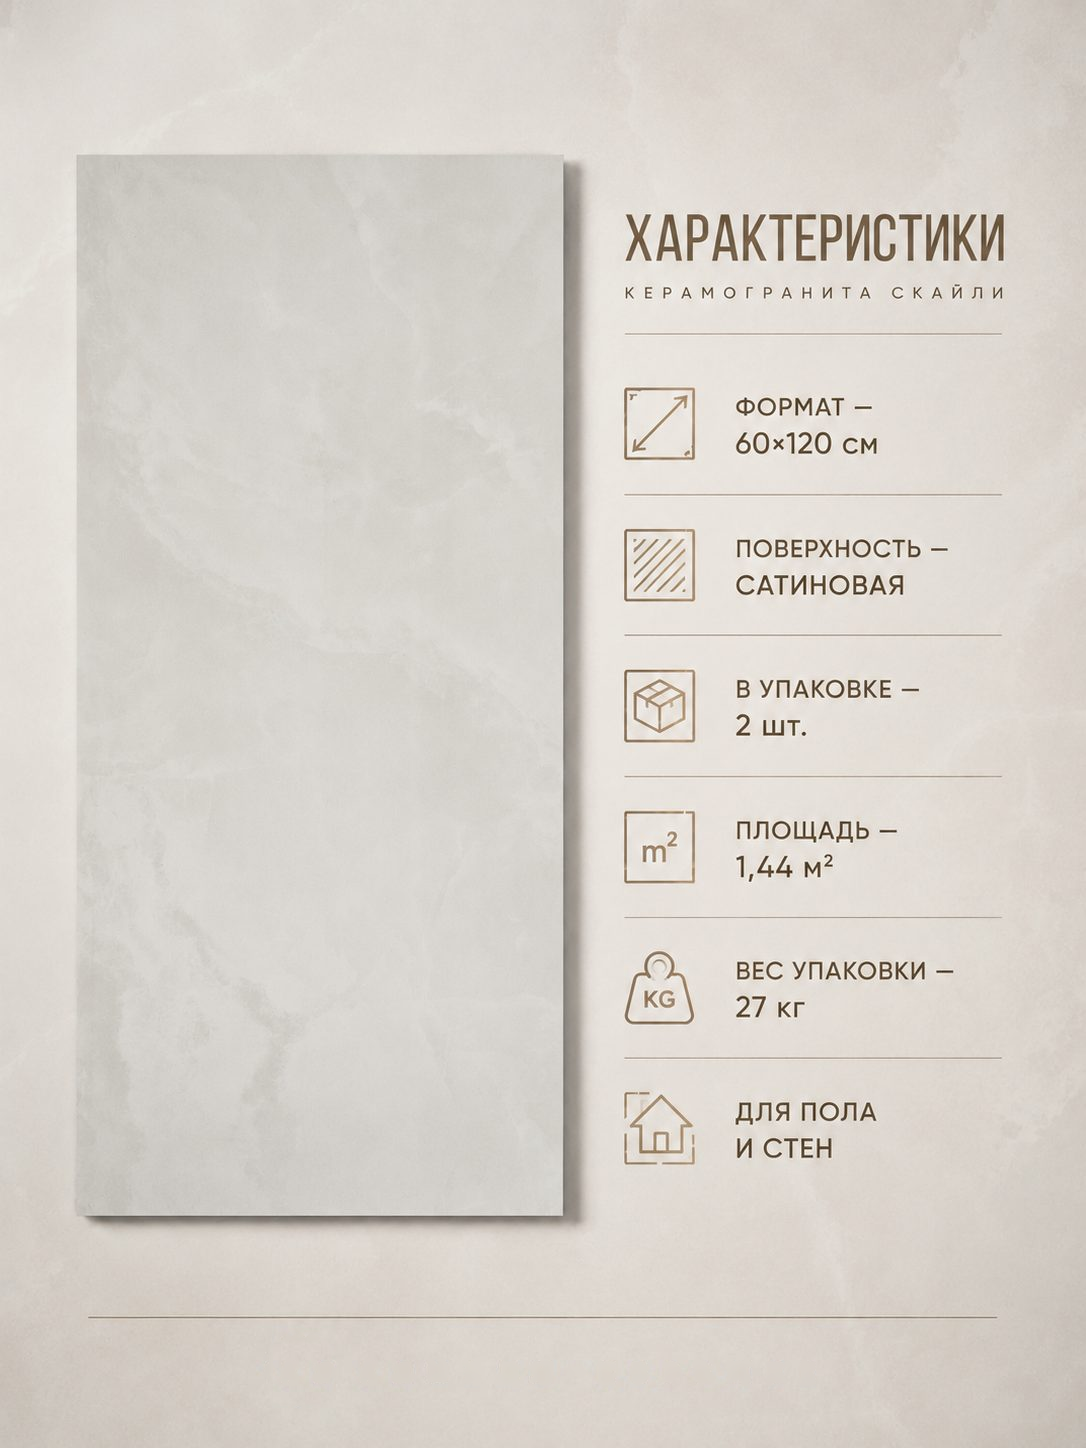 ХАРАКТЕРИСТИКИ
КЕРАМОГРАНИТА СКАЙЛИ
ФОРМАТ —
60×120 см
ПОВЕРХНОСТЬ —
САТИНОВАЯ
В УПАКОВКЕ —
2 шт.
m²
ПЛОЩАДЬ —
1,44 м²
KG
ВЕС УПАКОВКИ —
27 кг
ДЛЯ ПОЛА
И СТЕН